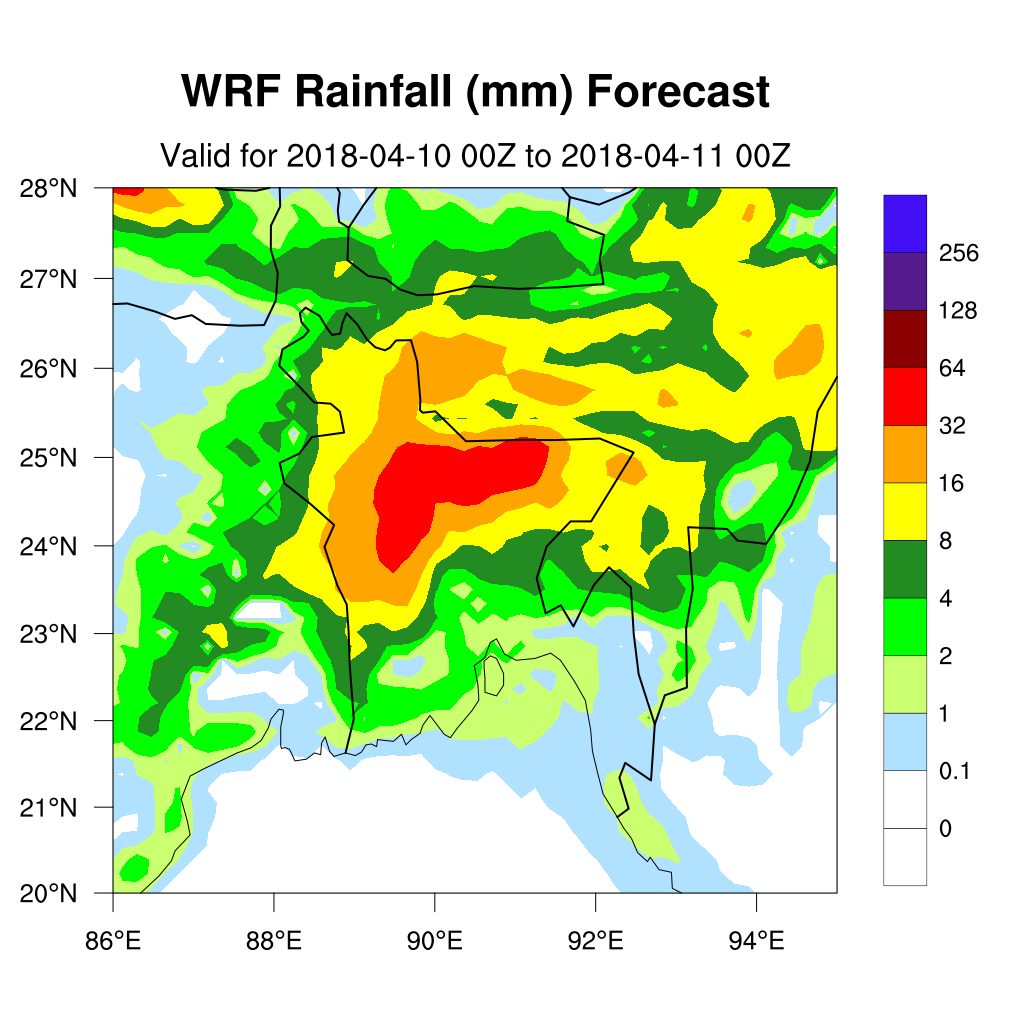 WRF Rainfall (mm) Forecast
Valid for 2018-04-10 00Z to 2018-04-11 00Z
28°N
27°N
26°N
25°N
24°N
23°N
22°N
21°N
20°N
86°E
88°E
90°E
92°E
94°E
256
128
64
32
16
8
4
2
1
0.1
0